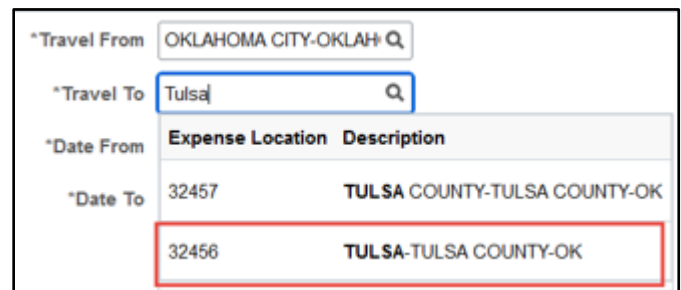 *Travel From OKLAHOMA CITY-OKLAH
*Travel To Tulsa
*Date From Expense Location Description
*Date To 32457 TULSA COUNTY-TULSA COUNTY-OK
32456 TULSA-TULSA COUNTY-OK